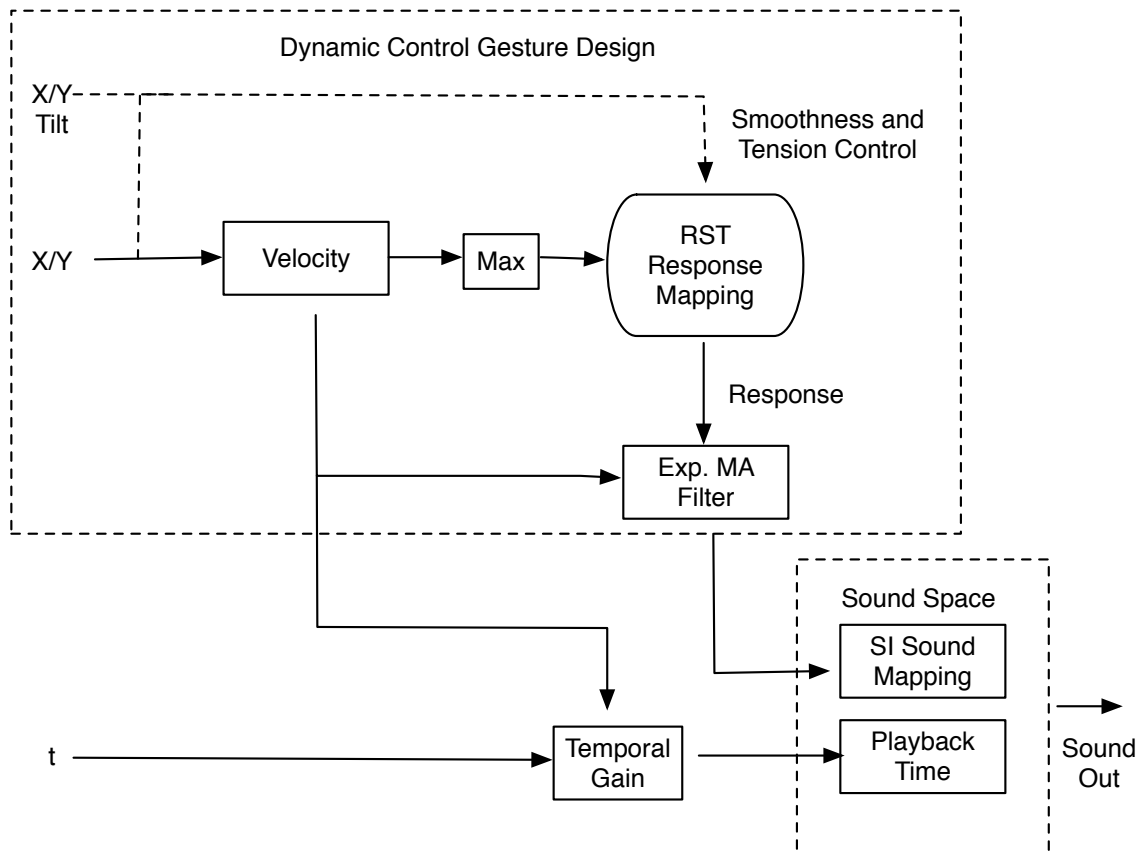 Dynamic Control Gesture Design
X/Y
Tilt
Smoothness and
Tension Control
X/Y
Velocity
Max
RST
Response
Mapping
Response
Exp. MA
Filter
Sound Space
SI Sound
Mapping
t
Temporal
Gain
Playback
Time
Sound
Out